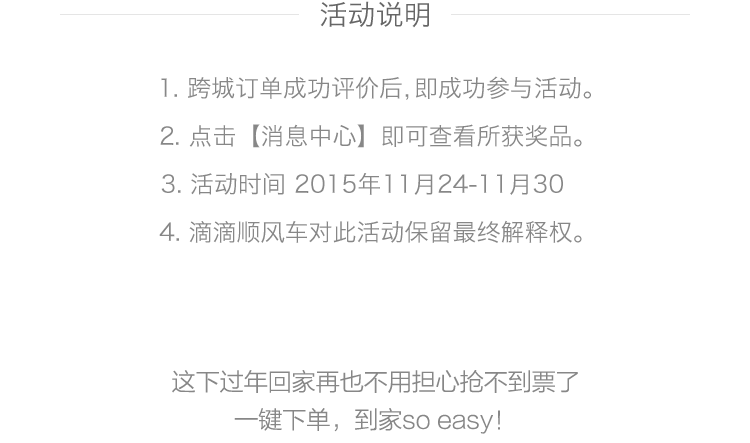 活动说明
1. 跨城订单成功评价后,即成功参与活动。
2. 点击【消息中心】即可查看所获奖品。
3. 活动时间 2015年11月24-11月30
4. 滴滴顺风车对此活动保留最终解释权。
这下过年回家再也不用担心抢不到票了
一键下单，到家so easy!